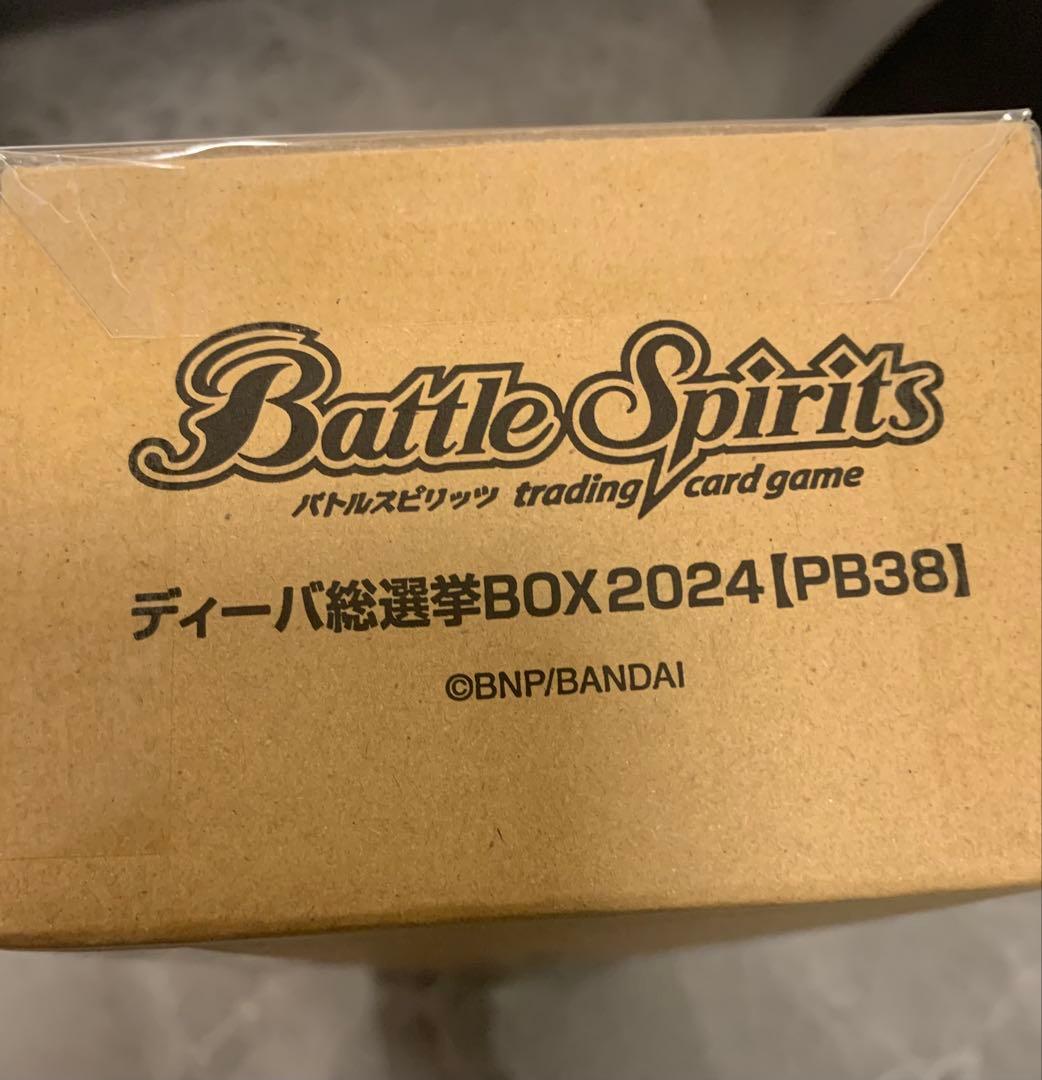 Battle Spirits
バトルスピリッツ trading card game
ディーバ総選挙BOX2024【PB38】
©BNP/BANDAI